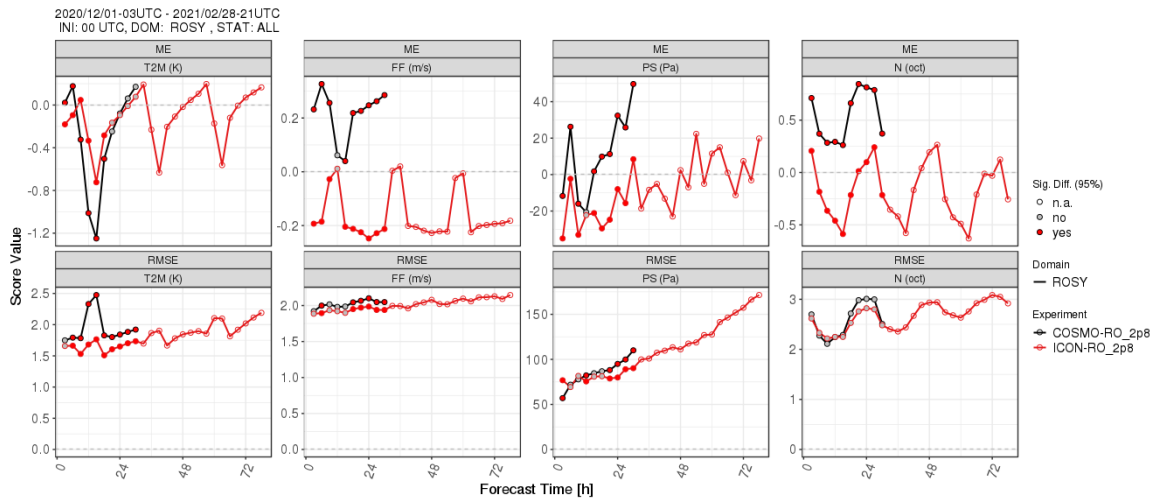 2020/12/01-03UTC - 2021/02/28-21UTC
INI: 00 UTC, DOM: ROSY , STAT: ALL
ME ME ME ME
T2M (K) FF (m/s) PS (Pa) N (oct)
0.0
-0.4
-0.8
-1.2
0.2
0.0
-0.2
40
20
0
-20
0.5
0.0
-0.5
RMSE RMSE RMSE RMSE
T2M (K) FF (m/s) PS (Pa) N (oct)
2.5
2.0
1.5
1.0
0.5
0.0
2.0
1.5
1.0
0.5
0.0
150
100
50
0
3
2
1
0
0 24 48 72 0 24 48 72 0 24 48 72 0 24 48 72
Score Value
Forecast Time [h]
Sig. Diff. (95%)
n.a.
no
yes
Domain
ROSY
Experiment
COSMO-RO_2p8
ICON-RO_2p8